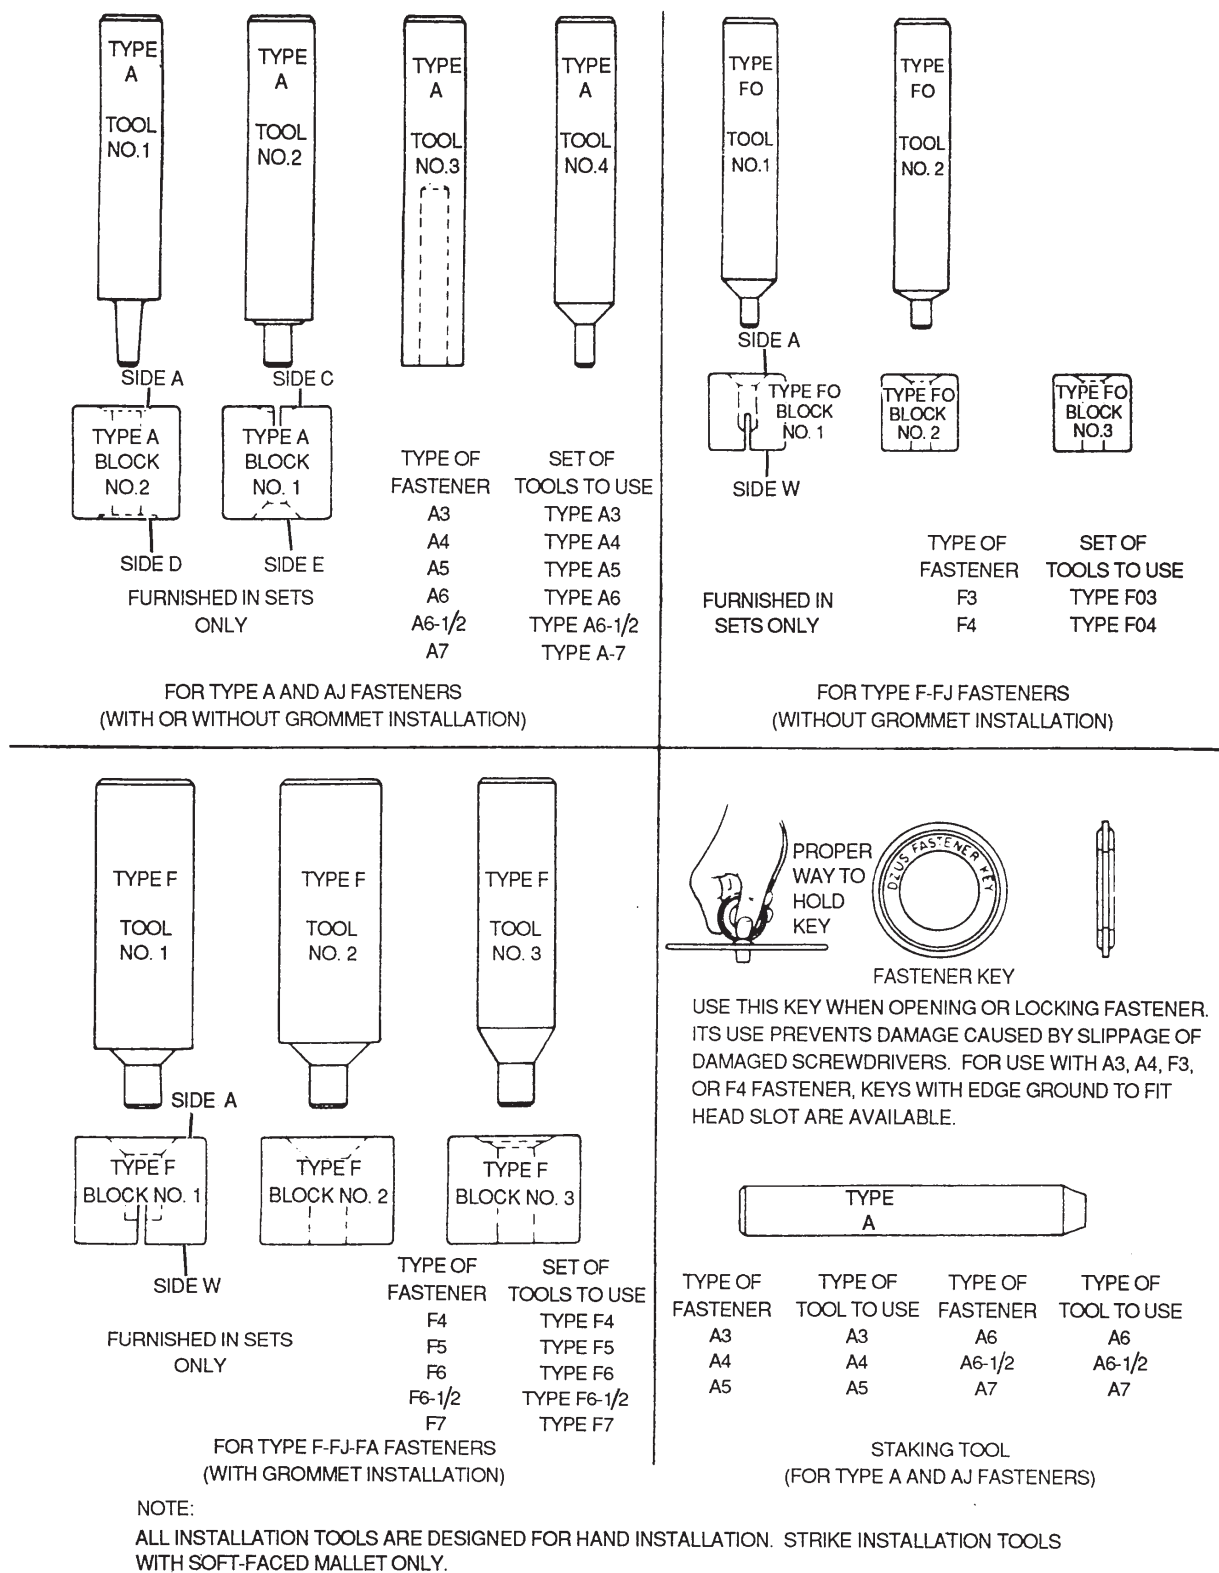 TYPE
A
TOOL
NO.1
TYPE
A
TOOL
NO.2
TYPE
A
TOOL
NO.3
TYPE
A
TOOL
NO.4
SIDE A
SIDE C
TYPE A
BLOCK
NO.2
TYPE A
BLOCK
NO. 1
SIDE D
SIDE E
FURNISHED IN SETS
ONLY
TYPE OF SET OF
FASTENER TOOLS TO USE
A3 TYPE A3
A4 TYPE A4
A5 TYPE A5
A6 TYPE A6
A6-1/2 TYPE A6-1/2
A7 TYPE A-7
FOR TYPE A AND AJ FASTENERS
(WITH OR WITHOUT GROMMET INSTALLATION)
TYPE
FO
TOOL
NO.1
TYPE
FO
TOOL
NO. 2
SIDE A
TYPE FO
BLOCK
NO. 1
TYPE FO
BLOCK
NO. 2
TYPE FO
BLOCK
NO.3
SIDE W
TYPE OF SET OF
FASTENER TOOLS TO USE
F3 TYPE F03
F4 TYPE F04
FURNISHED IN
SETS ONLY
FOR TYPE F-FJ FASTENERS
(WITHOUT GROMMET INSTALLATION)
TYPE F
TOOL
NO. 1
TYPE F
TOOL
NO. 2
TYPE F
TOOL
NO. 3
SIDE A
TYPE F
BLOCK NO. 1
TYPE F
BLOCK NO. 2
TYPE F
BLOCK NO. 3
SIDE W
FURNISHED IN SETS
ONLY
TYPE OF SET OF
FASTENER TOOLS TO USE
F4 TYPE F4
F5 TYPE F5
F6 TYPE F6
F6-1/2 TYPE F6-1/2
F7 TYPE F7
FOR TYPE F-FJ-FA FASTENERS
(WITH GROMMET INSTALLATION)
PROPER
WAY TO
HOLD
KEY
DZUS FASTENER KEY
FASTENER KEY
USE THIS KEY WHEN OPENING OR LOCKING FASTENER.
ITS USE PREVENTS DAMAGE CAUSED BY SLIPPAGE OF
DAMAGED SCREWDRIVERS. FOR USE WITH A3, A4, F3,
OR F4 FASTENER, KEYS WITH EDGE GROUND TO FIT
HEAD SLOT ARE AVAILABLE.
TYPE
A
TYPE OF TYPE OF TYPE OF TYPE OF
FASTENER TOOL TO USE FASTENER TOOL TO USE
A3 A3 A6 A6
A4 A4 A6-1/2 A6-1/2
A5 A5 A7 A7
STAKING TOOL
(FOR TYPE A AND AJ FASTENERS)
NOTE:
ALL INSTALLATION TOOLS ARE DESIGNED FOR HAND INSTALLATION. STRIKE INSTALLATION TOOLS
WITH SOFT-FACED MALLET ONLY.